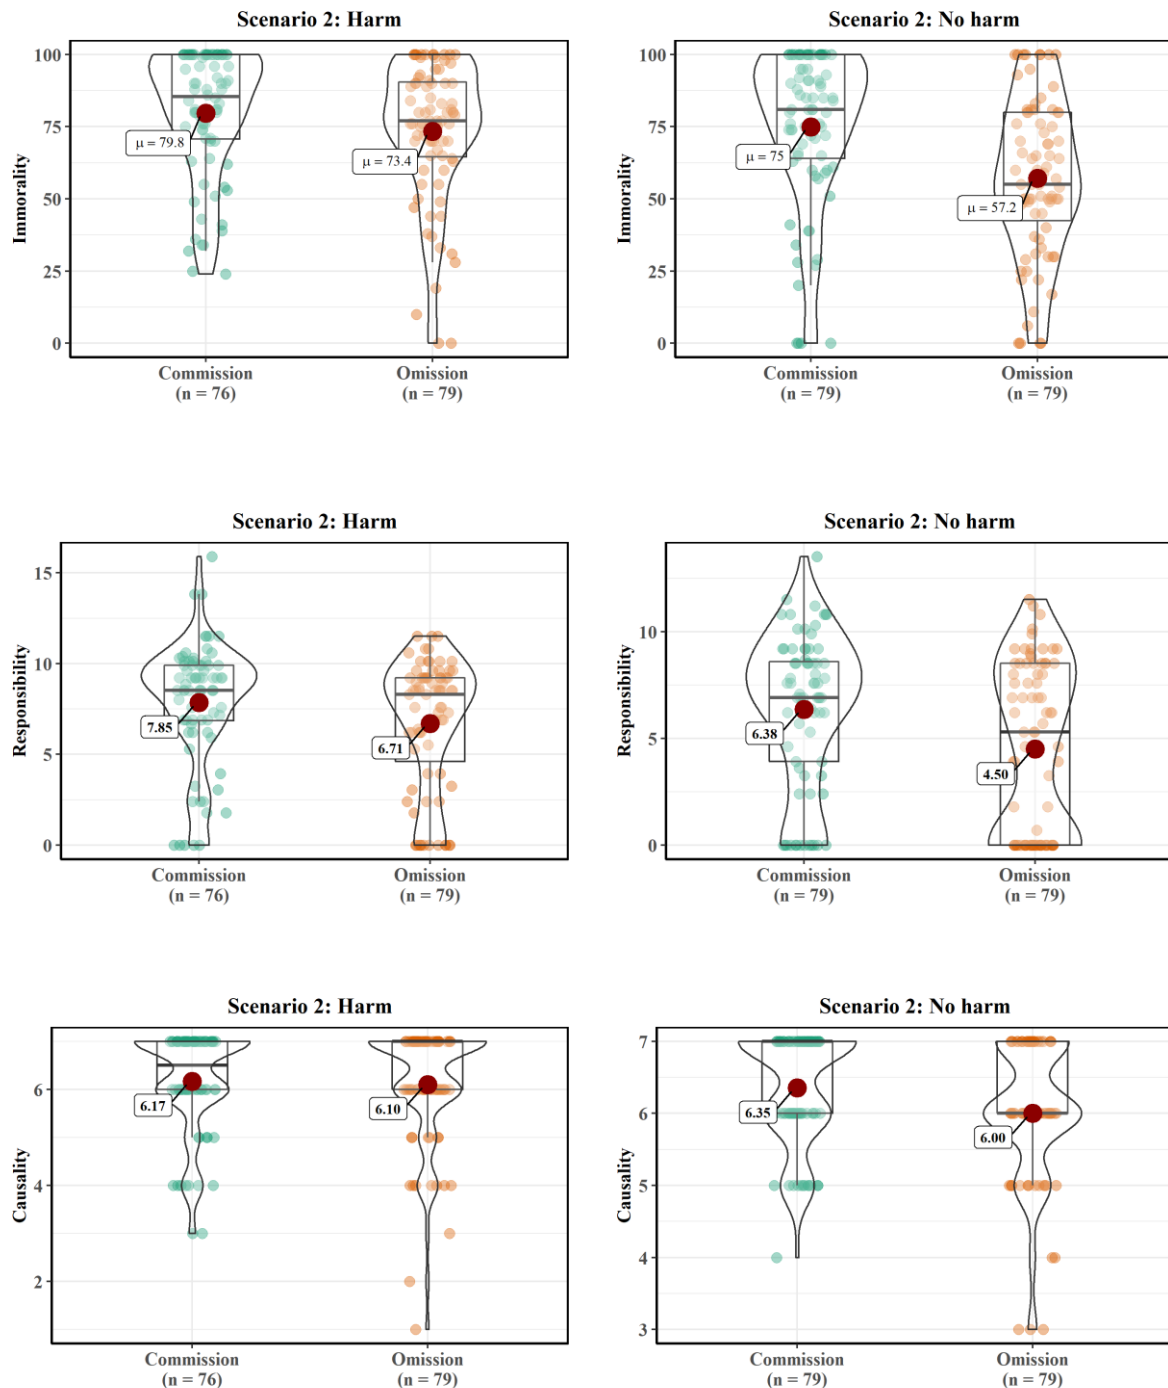 Scenario 2: Harm
Immorality
100
75
50
25
0
μ = 79.8
μ = 73.4
Commission
(n = 76)
Omission
(n = 79)
Scenario 2: No harm
Immorality
100
75
50
25
0
μ = 75
μ = 57.2
Commission
(n = 79)
Omission
(n = 79)
Scenario 2: Harm
Responsibility
15
10
5
0
7.85
6.71
Commission
(n = 76)
Omission
(n = 79)
Scenario 2: No harm
Responsibility
10
5
0
6.38
4.50
Commission
(n = 79)
Omission
(n = 79)
Scenario 2: Harm
Causality
6
4
2
6.17
6.10
Commission
(n = 76)
Omission
(n = 79)
Scenario 2: No harm
Causality
7
6
5
4
3
6.35
6.00
Commission
(n = 79)
Omission
(n = 79)